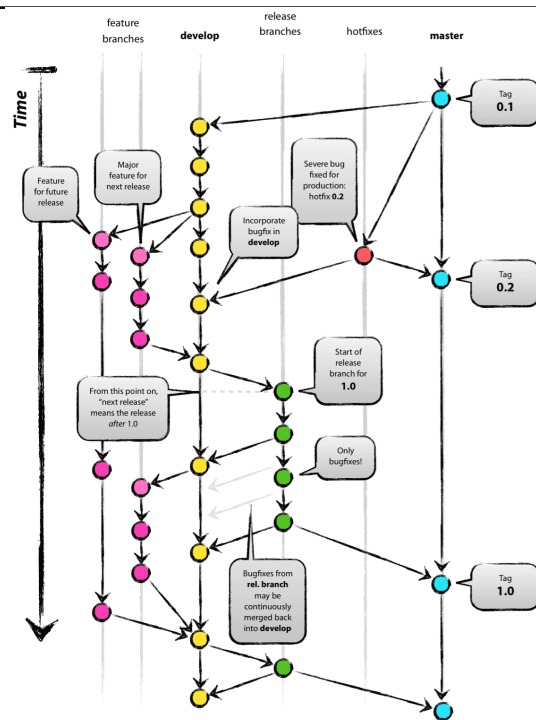 feature
branches
develop
release
branches
hotfixes
master
Time
Tag
0.1
Major
feature for
next release
Severe bug
fixed for
production:
hotfix 0.2
Feature
for future
release
Incorporate
bugfix in
develop
Tag
0.2
Start of
release
branch for
1.0
From this point on,
“next release”
means the release
after 1.0
Only
bugfixes!
Bugfixes from
rel. branch
may be
continuously
merged back
into develop
Tag
1.0